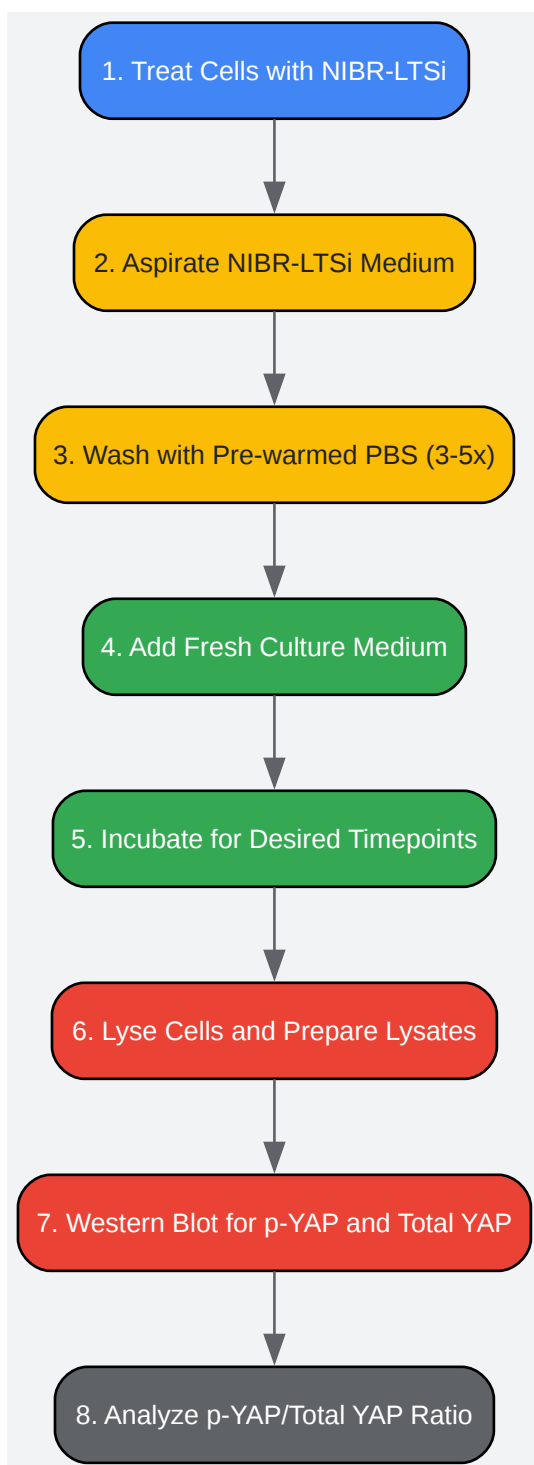 1. Treat Cells with NIBR-LTSi
2. Aspirate NIBR-LTSi Medium
3. Wash with Pre-warmed PBS (3-5x)
4. Add Fresh Culture Medium
5. Incubate for Desired Timepoints
6. Lyse Cells and Prepare Lysates
7. Western Blot for p-YAP and Total YAP
8. Analyze p-YAP/Total YAP Ratio